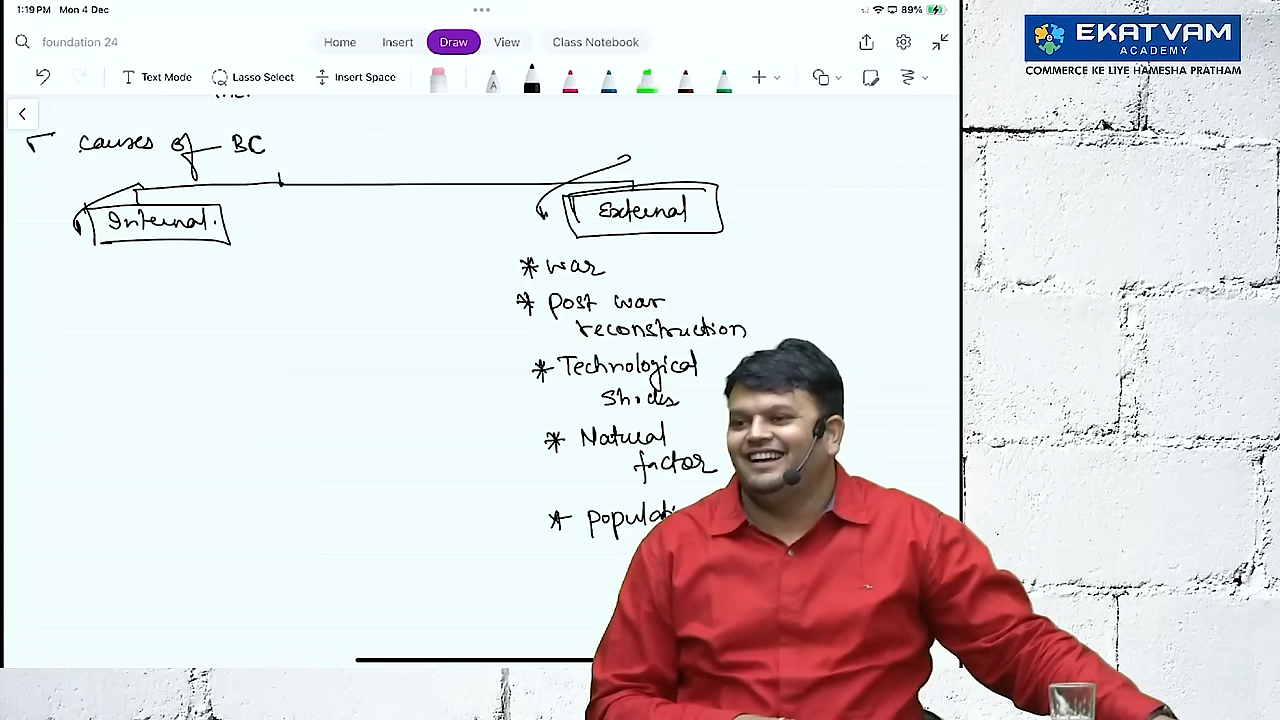 1:19 PM Mon 4 Dec
89%
foundation 24
Home Insert Draw View Class Notebook
Text Mode Lasso Select Insert Space
Causes of BC
Internal.
External
* war
* post war
reconstruction
* Technological
Shocks
* Natural
factor
* populati
EKATVAM
ACADEMY
COMMERCE KE LIYE HAMESHA PRATHAM